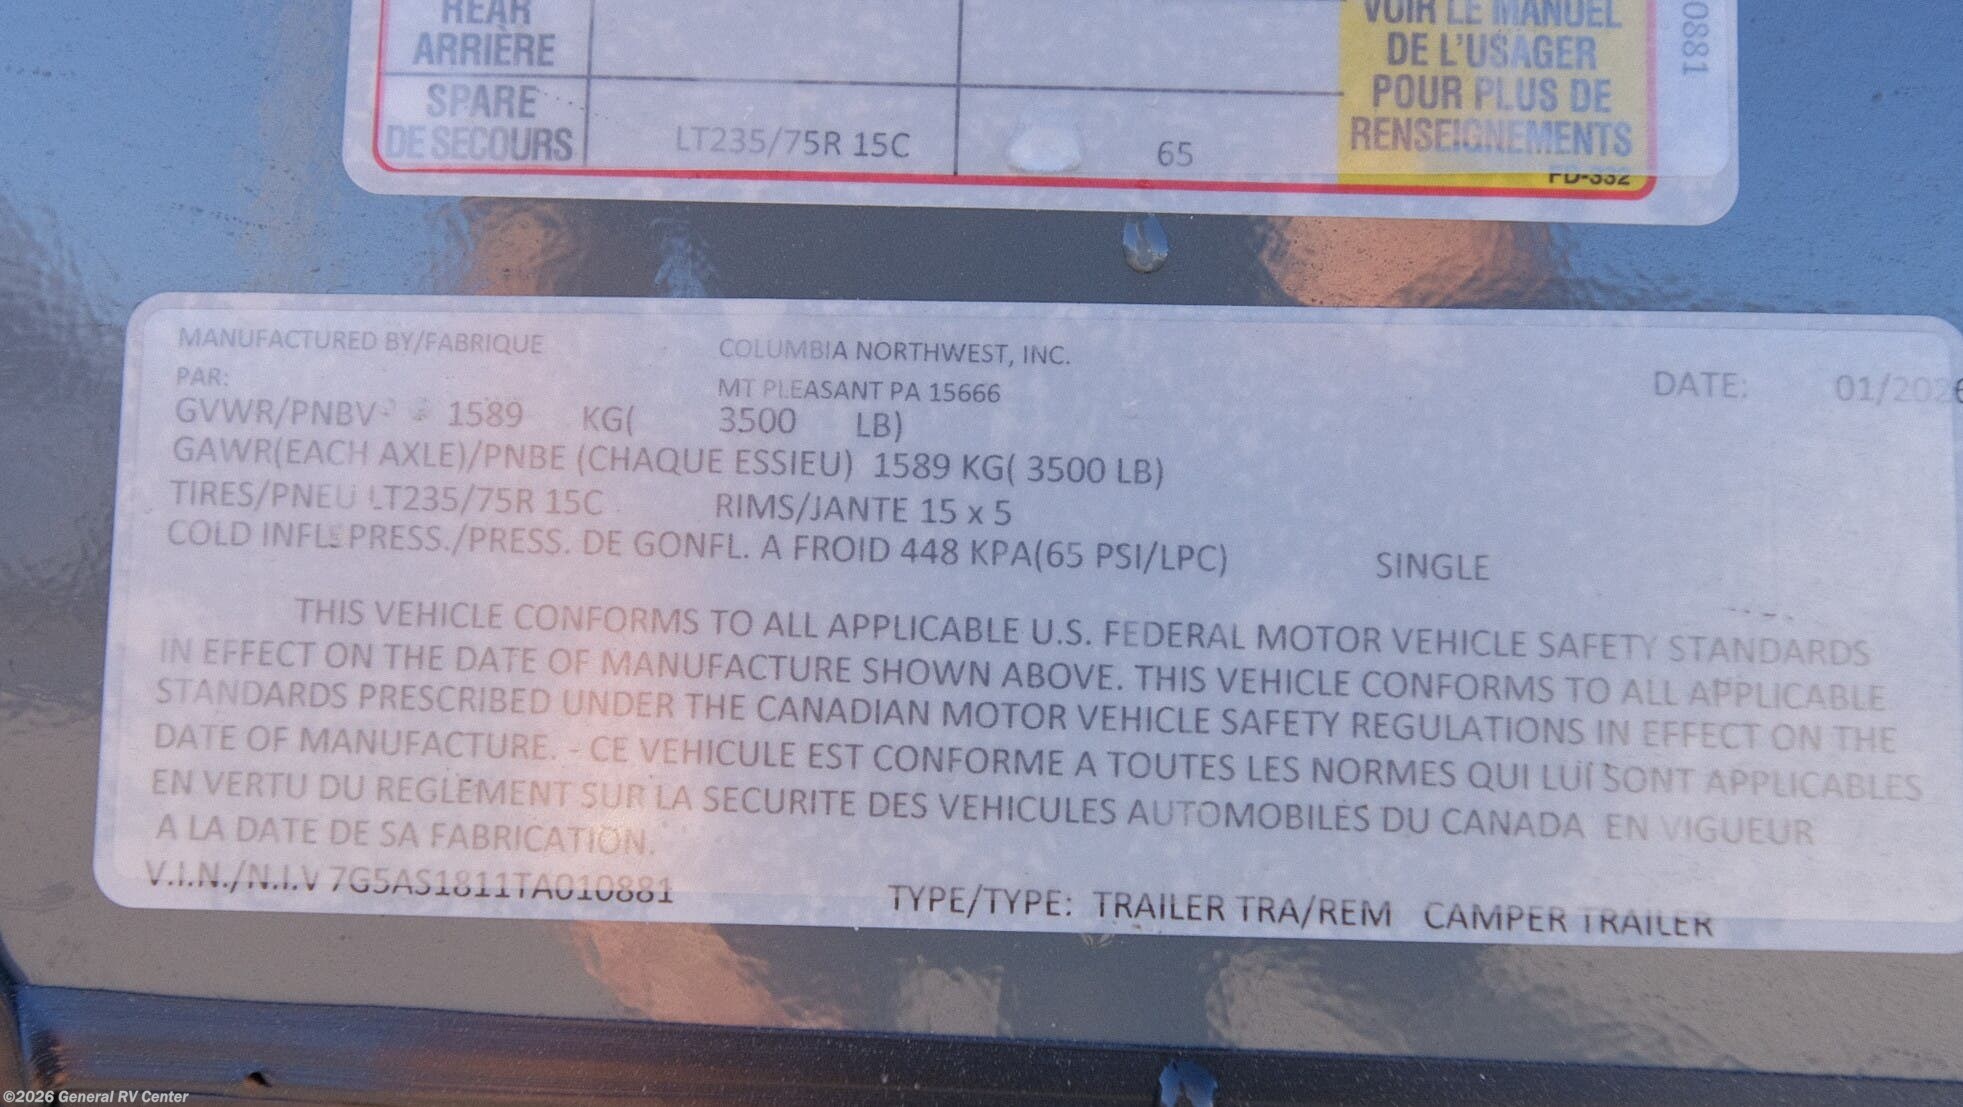 REAR
ARRIÈRE
SPARE
DE SECOURS
LT235/75R 15C
65
VOIR LE MANUEL
DE L'USAGER
POUR PLUS DE
RENSEIGNEMENTS
FD-332
0881
MANUFACTURED BY/FABRIQUE COLUMBIA NORTHWEST, INC.
PAR: MT PLEASANT PA 15666 DATE: 01/2026
GVWR/PNBV 1589 KG( 3500 LB)
GAWR(EACH AXLE)/PNBE (CHAQUE ESSIEU) 1589 KG( 3500 LB)
TIRES/PNEU LT235/75R 15C RIMS/JANTE 15 x 5
COLD INFL. PRESS./PRESS. DE GONFL. A FROID 448 KPA(65 PSI/LPC) SINGLE
THIS VEHICLE CONFORMS TO ALL APPLICABLE U.S. FEDERAL MOTOR VEHICLE SAFETY STANDARDS
IN EFFECT ON THE DATE OF MANUFACTURE SHOWN ABOVE. THIS VEHICLE CONFORMS TO ALL APPLICABLE
STANDARDS PRESCRIBED UNDER THE CANADIAN MOTOR VEHICLE SAFETY REGULATIONS IN EFFECT ON THE
DATE OF MANUFACTURE. - CE VEHICULE EST CONFORME A TOUTES LES NORMES QUI LUI SONT APPLICABLES
EN VERTU DU REGLEMENT SUR LA SECURITE DES VEHICULES AUTOMOBILES DU CANADA EN VIGUEUR
A LA DATE DE SA FABRICATION.
V.I.N./N.I.V 7G5AS1811TA010881 TYPE/TYPE: TRAILER TRA/REM CAMPER TRAILER
©2026 General RV Center